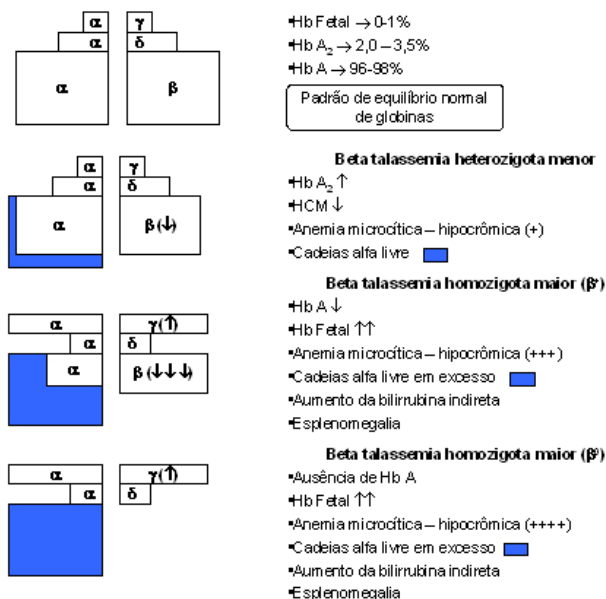 α γ
α δ
α β
•Hb Fetal → 0-1%
•Hb A₂ → 2,0 – 3,5%
•Hb A → 96-98%
Padrão de equilíbrio normal
de globinas
Beta talassemia heterozigota menor
α γ
α δ
α β(↓)
•Hb A₂ ↑
•HCM ↓
•Anemia microcítica – hipocrômica (+)
•Cadeias alfa livre
Beta talassemia homozigota maior (β⁺)
α γ(↑)
α δ
α β(↓↓↓)
•Hb A ↓
•Hb Fetal ↑↑
•Anemia microcítica – hipocrômica (+++)
•Cadeias alfa livre em excesso
•Aumento da bilirrubina indireta
•Esplenomegalia
Beta talassemia homozigota maior (β⁰)
α γ(↑)
α δ
•Ausência de Hb A
•Hb Fetal ↑↑
•Anemia microcítica – hipocrômica (++++)
•Cadeias alfa livre em excesso
•Aumento da bilirrubina indireta
•Esplenomegalia